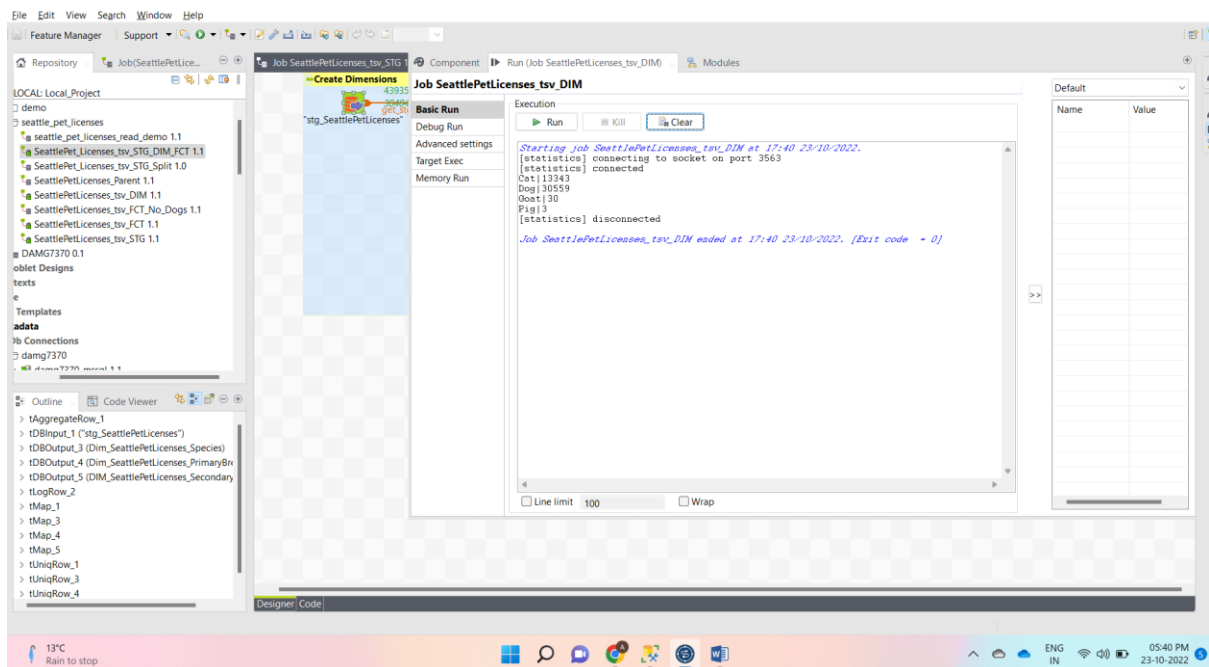 File Edit View Search Window Help
Feature Manager Support
Repository Job(SeattlePetLice...
LOCAL: Local_Project
demo
seattle_pet_licenses
seattle_pet_licenses_read_demo 1.1
SeattlePet_Licenses_tsv_STG_DIM_FCT 1.1
SeattlePet_Licenses_tsv_STG_Split 1.0
SeattlePetLicenses_Parent 1.1
SeattlePetLicenses_tsv_DIM 1.1
SeattlePetLicenses_tsv_FCT_No_Dogs 1.1
SeattlePetLicenses_tsv_FCT 1.1
SeattlePetLicenses_tsv_STG 1.1
DAMG7370 0.1
oblet Designs
texts
e
Templates
adata
Db Connections
damg7370
damg7370_mssql 1.1
Outline Code Viewer
tAggregateRow_1
tDBInput_1 ("stg_SeattlePetLicenses")
tDBOutput_3 (Dim_SeattlePetLicenses_Species)
tDBOutput_4 (Dim_SeattlePetLicenses_PrimaryBre
tDBOutput_5 (DIM_SeattlePetLicenses_Secondary
tLogRow_2
tMap_1
tMap_3
tMap_4
tMap_5
tUniqRow_1
tUniqRow_3
tUniqRow_4
Job SeattlePetLicenses_tsv_STG 1
Create Dimensions
43935
"stg_SeattlePetLicenses"
Designer Code
Component Run (Job SeattlePetLicenses_tsv_DIM) Modules
Job SeattlePetLicenses_tsv_DIM
Basic Run
Debug Run
Advanced settings
Target Exec
Memory Run
Execution
Run Kill Clear
Starting job SeattlePetLicenses_tsv_DIM at 17:40 23/10/2022.
[statistics] connecting to socket on port 3563
[statistics] connected
Cat|13343
Dog|30559
Goat|30
Pig|3
[statistics] disconnected
Job SeattlePetLicenses_tsv_DIM ended at 17:40 23/10/2022. [Exit code = 0]
Line limit 100 Wrap
>>
Default
Name Value
13°C
Rain to stop
ENG
IN
05:40 PM
23-10-2022
5